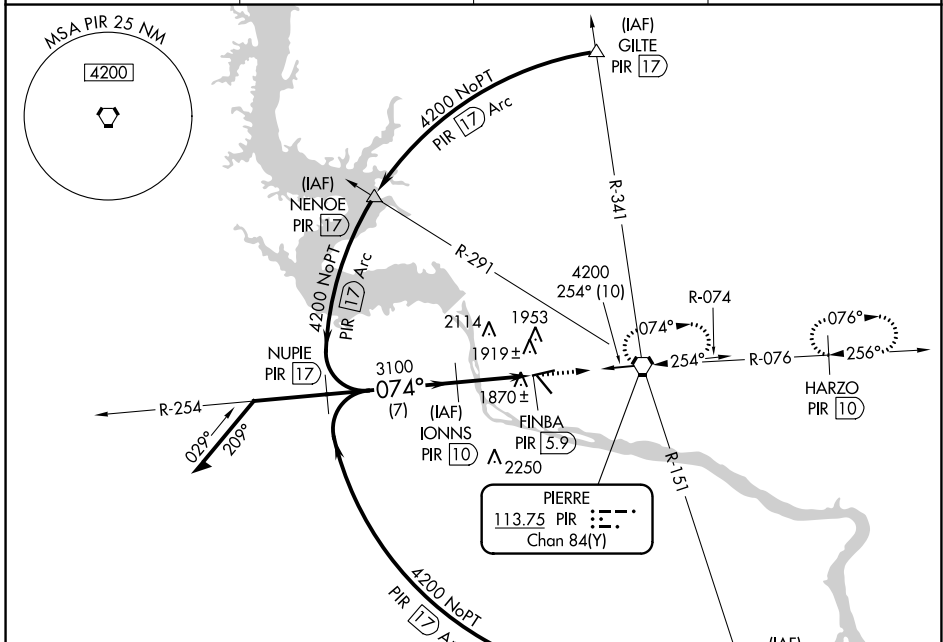 MSA PIR 25 NM
4200
(IAF)
GILTE
PIR 17
4200 NoPT
PIR 17 Arc
(IAF)
NENOE
PIR 17
R-341
R-291
4200 NoPT
PIR 17 Arc
4200
254° (10)
R-074
2114
1953
1919±
074°
254°
R-076
076°
256°
HARZO
PIR 10
NUPIE
PIR 17
3100
074°
(7)
1870±
R-254
(IAF)
IONNS
PIR 10
FINBA
PIR 5.9
029°
209°
2250
R-151
PIERRE
113.75 PIR
Chan 84(Y)
4200 NoPT
PIR 17 Arc
(IAF)